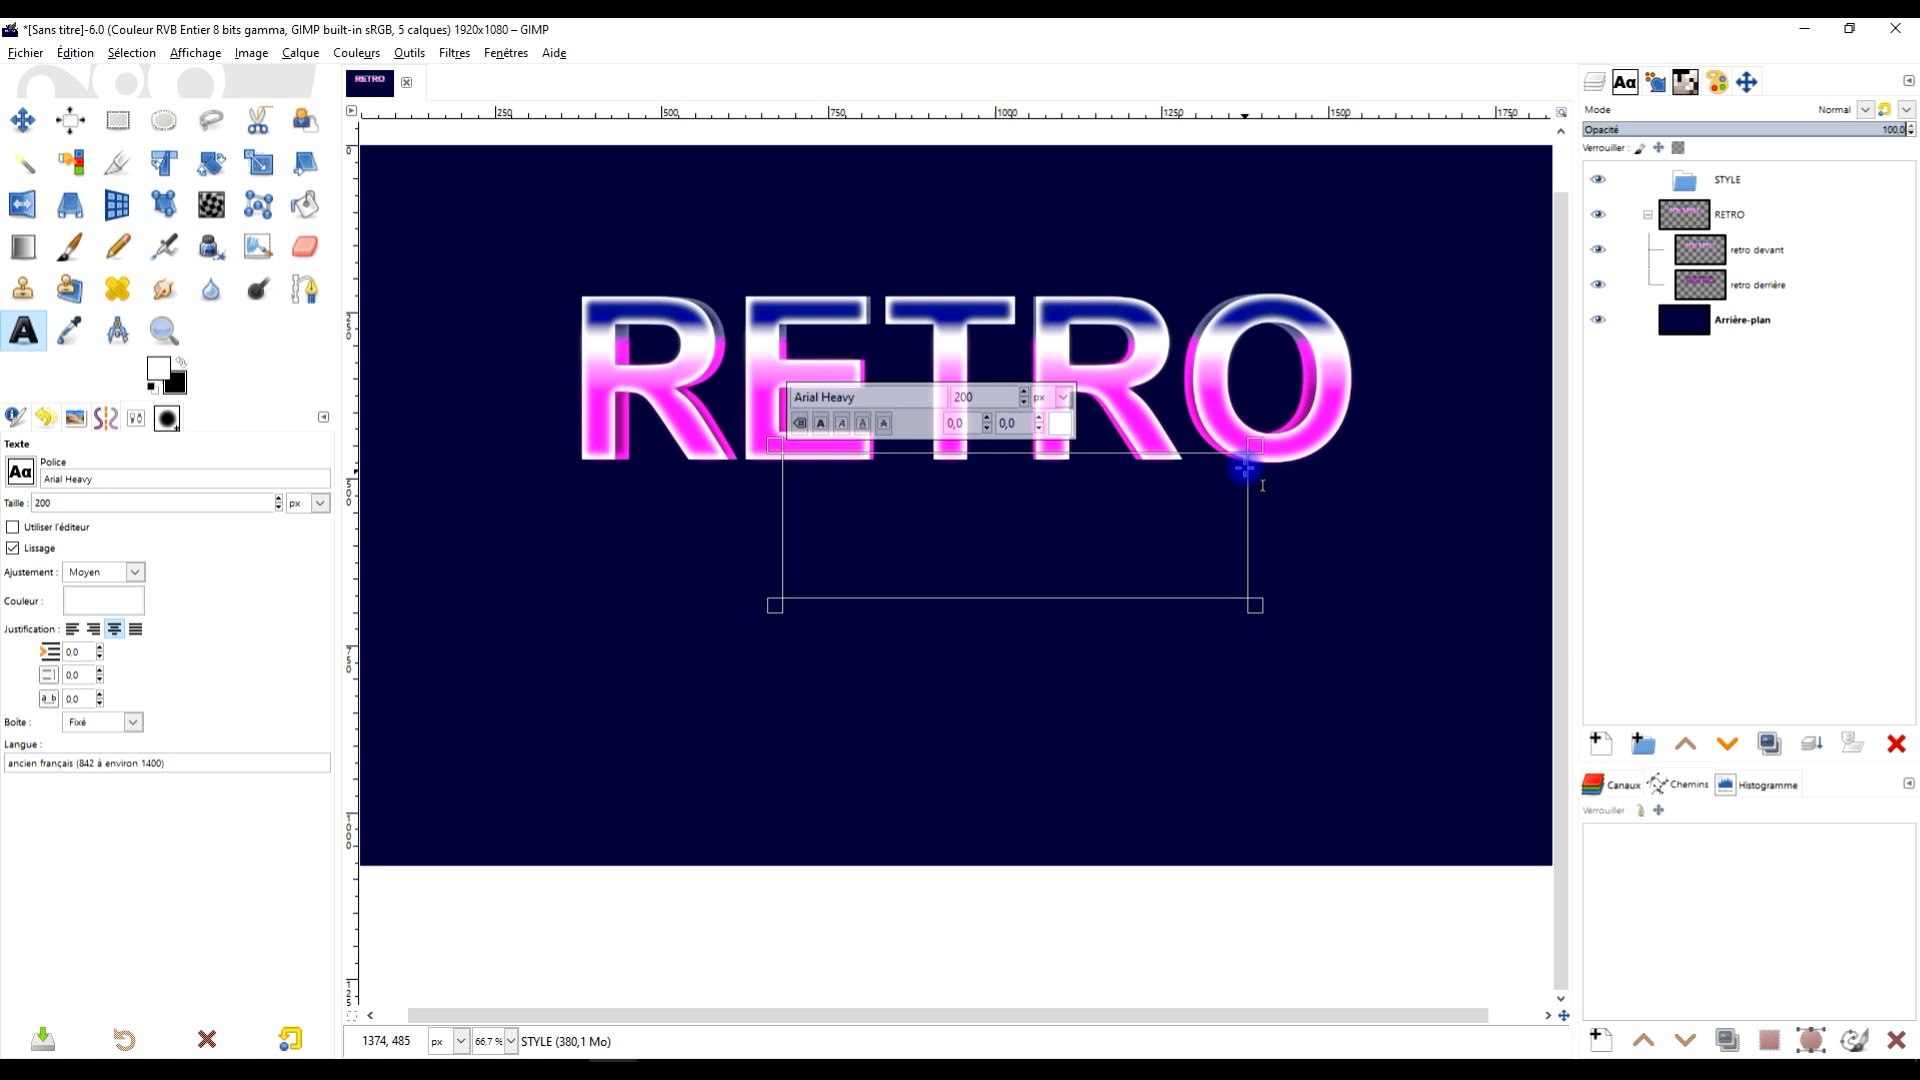 *[Sans titre]-6.0 (Couleur RVB Entier 8 bits gamma, GIMP built-in sRGB, 5 calques) 1920x1080 – GIMP
Fichier Édition Sélection Affichage Image Calque Couleurs Outils Filtres Fenêtres Aide
RETRO
250 500 750 1000 1250 1500 1750
Mode Normal
Opacité 100,0
Verrouiller :
STYLE
RETRO
retro devant
retro derrière
Arrière-plan
RETRO
Arial Heavy 200 px
0,0 0,0
Texte
Police
Aa Arial Heavy
Taille : 200 px
Utiliser l'éditeur
Lissage
Ajustement : Moyen
Couleur :
Justification :
0,0
0,0
0,0
Boîte : Fixé
Langue :
ancien français (842 à environ 1400)
Canaux Chemins Histogramme
Verrouiller :
1374, 485 px 66,7 % STYLE (380,1 Mo)